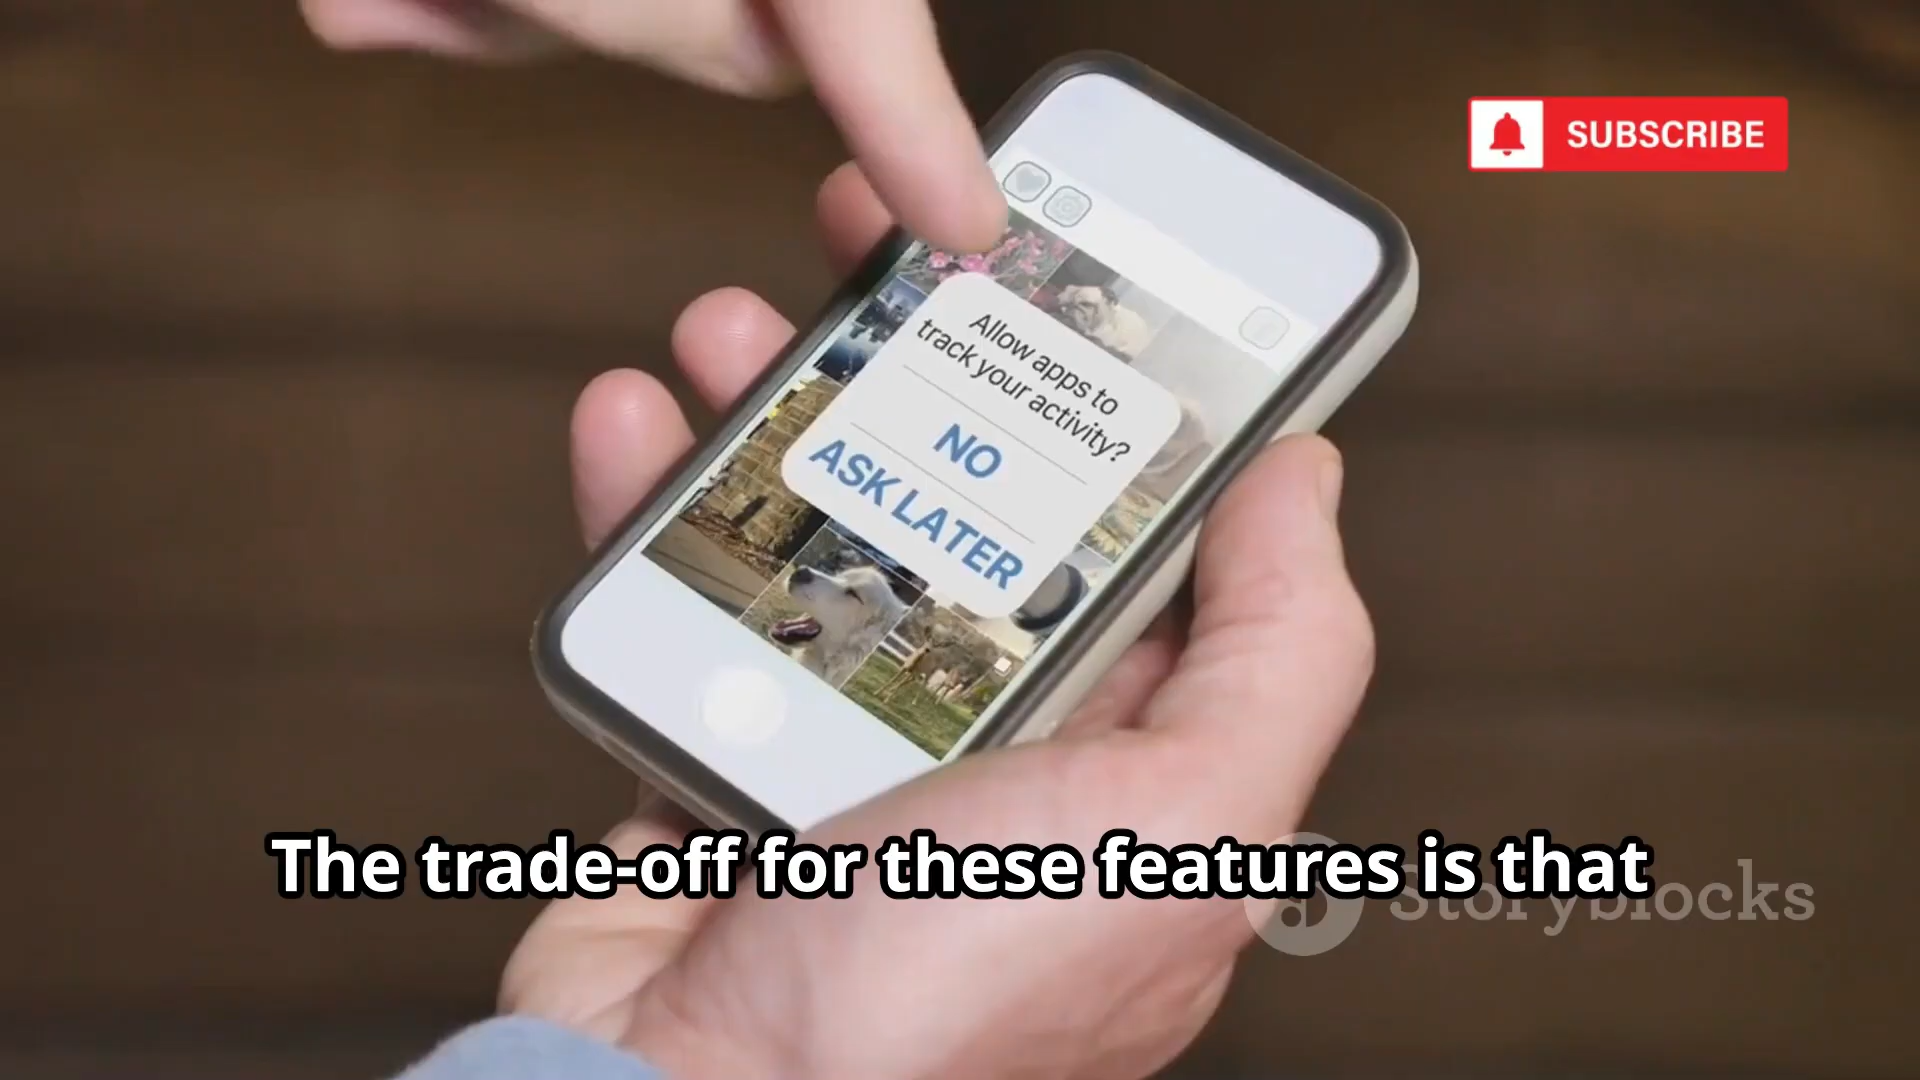 SUBSCRIBE
Allow apps to
track your activity?
NO
ASK LATER
The trade-off for these features is that
Storyblocks